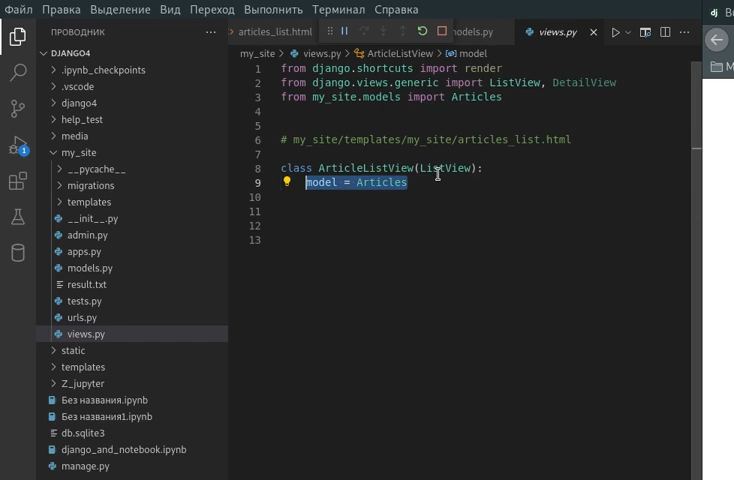 Файл Правка Выделение Вид Переход Выполнить Терминал Справка
dj
ПРОВОДНИК
articles_list.html
odels.py
views.py
DJANGO4
my_site > views.py > ArticleListView > model
.ipynb_checkpoints
.vscode
django4
help_test
media
my_site
__pycache__
migrations
templates
__init__.py
admin.py
apps.py
models.py
result.txt
tests.py
urls.py
views.py
static
templates
Z_jupyter
Без названия.ipynb
Без названия1.ipynb
db.sqlite3
django_and_notebook.ipynb
manage.py
1
1 from django.shortcuts import render
2 from django.views.generic import ListView, DetailView
3 from my_site.models import Articles
4
5
6 # my_site/templates/my_site/articles_list.html
7
8 class ArticleListView(ListView):
9 model = Articles
10
11
12
13